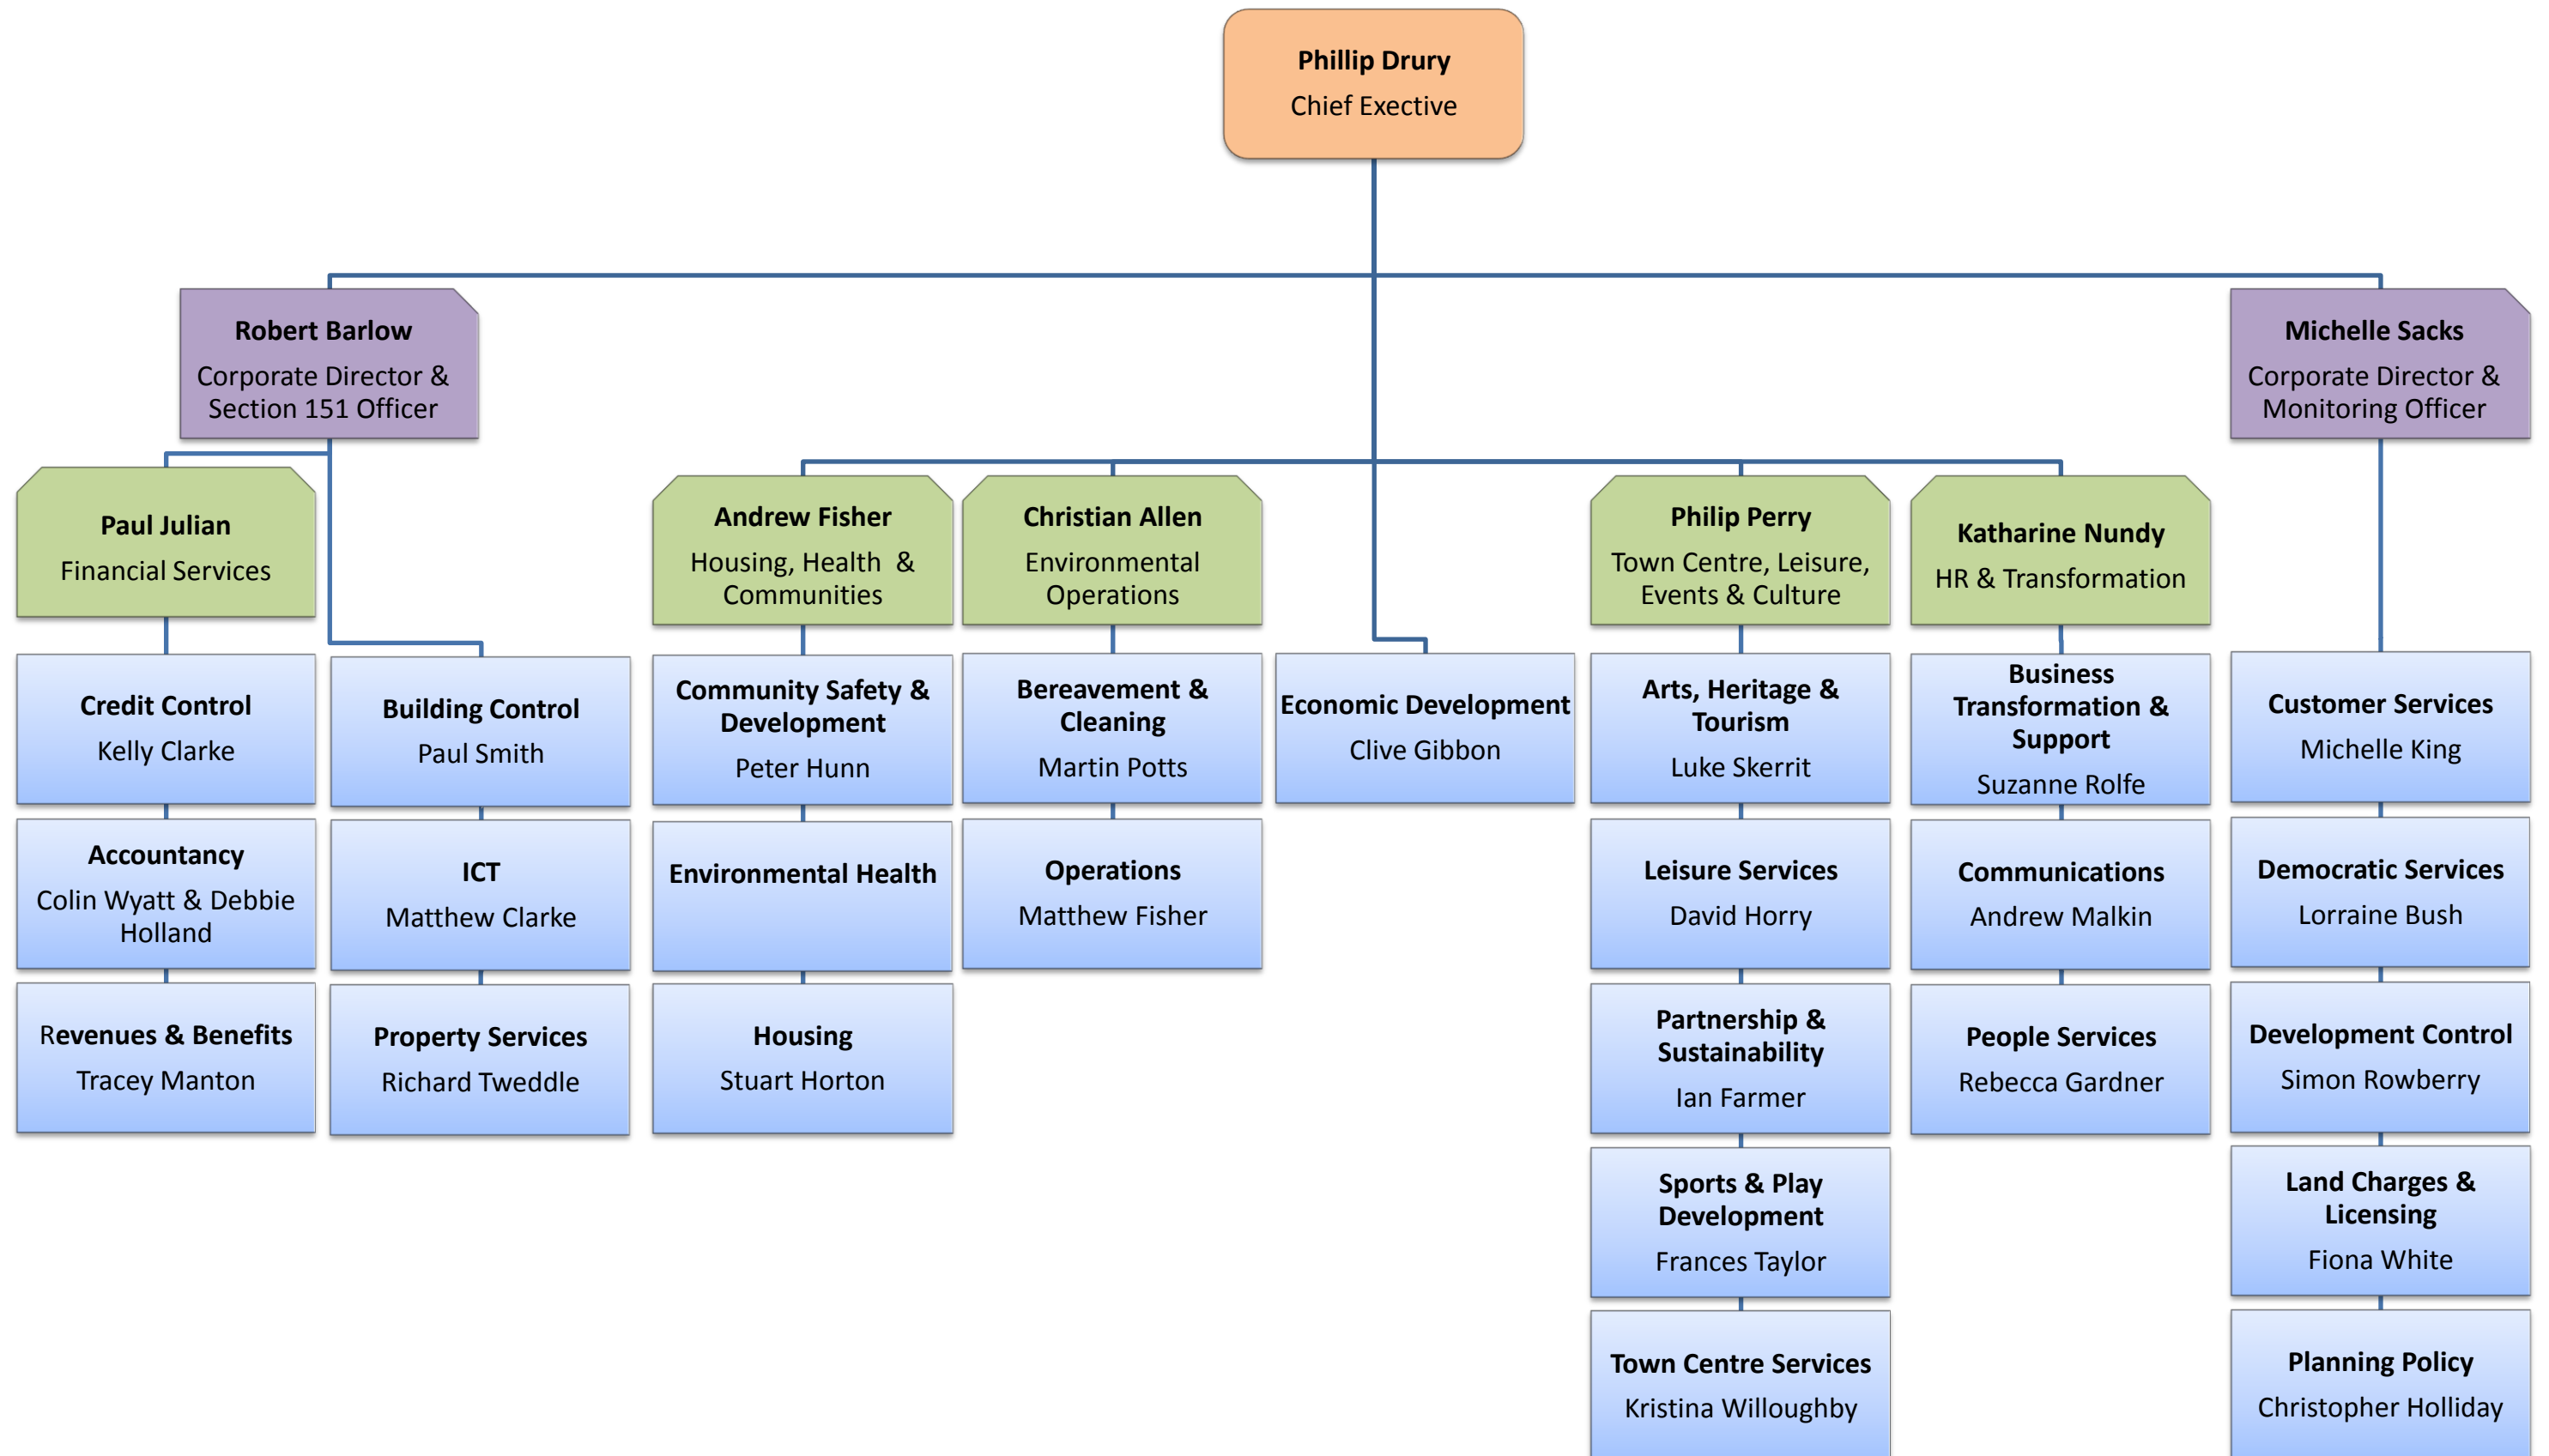 Phillip Drury
Chief Exective
Robert Barlow
Corporate Director &
Section 151 Officer
Michelle Sacks
Corporate Director &
Monitoring Officer
Paul Julian
Financial Services
Andrew Fisher
Housing, Health &
Communities
Christian Allen
Environmental
Operations
Philip Perry
Town Centre, Leisure,
Events & Culture
Katharine Nundy
HR & Transformation
Credit Control
Kelly Clarke
Accountancy
Colin Wyatt & Debbie
Holland
Revenues & Benefits
Tracey Manton
Building Control
Paul Smith
ICT
Matthew Clarke
Property Services
Richard Tweddle
Community Safety &
Development
Peter Hunn
Environmental Health
Housing
Stuart Horton
Bereavement &
Cleaning
Martin Potts
Operations
Matthew Fisher
Economic Development
Clive Gibbon
Arts, Heritage &
Tourism
Luke Skerrit
Leisure Services
David Horry
Partnership &
Sustainability
Ian Farmer
Sports & Play
Development
Frances Taylor
Town Centre Services
Kristina Willoughby
Business
Transformation &
Support
Suzanne Rolfe
Communications
Andrew Malkin
People Services
Rebecca Gardner
Customer Services
Michelle King
Democratic Services
Lorraine Bush
Development Control
Simon Rowberry
Land Charges &
Licensing
Fiona White
Planning Policy
Christopher Holliday